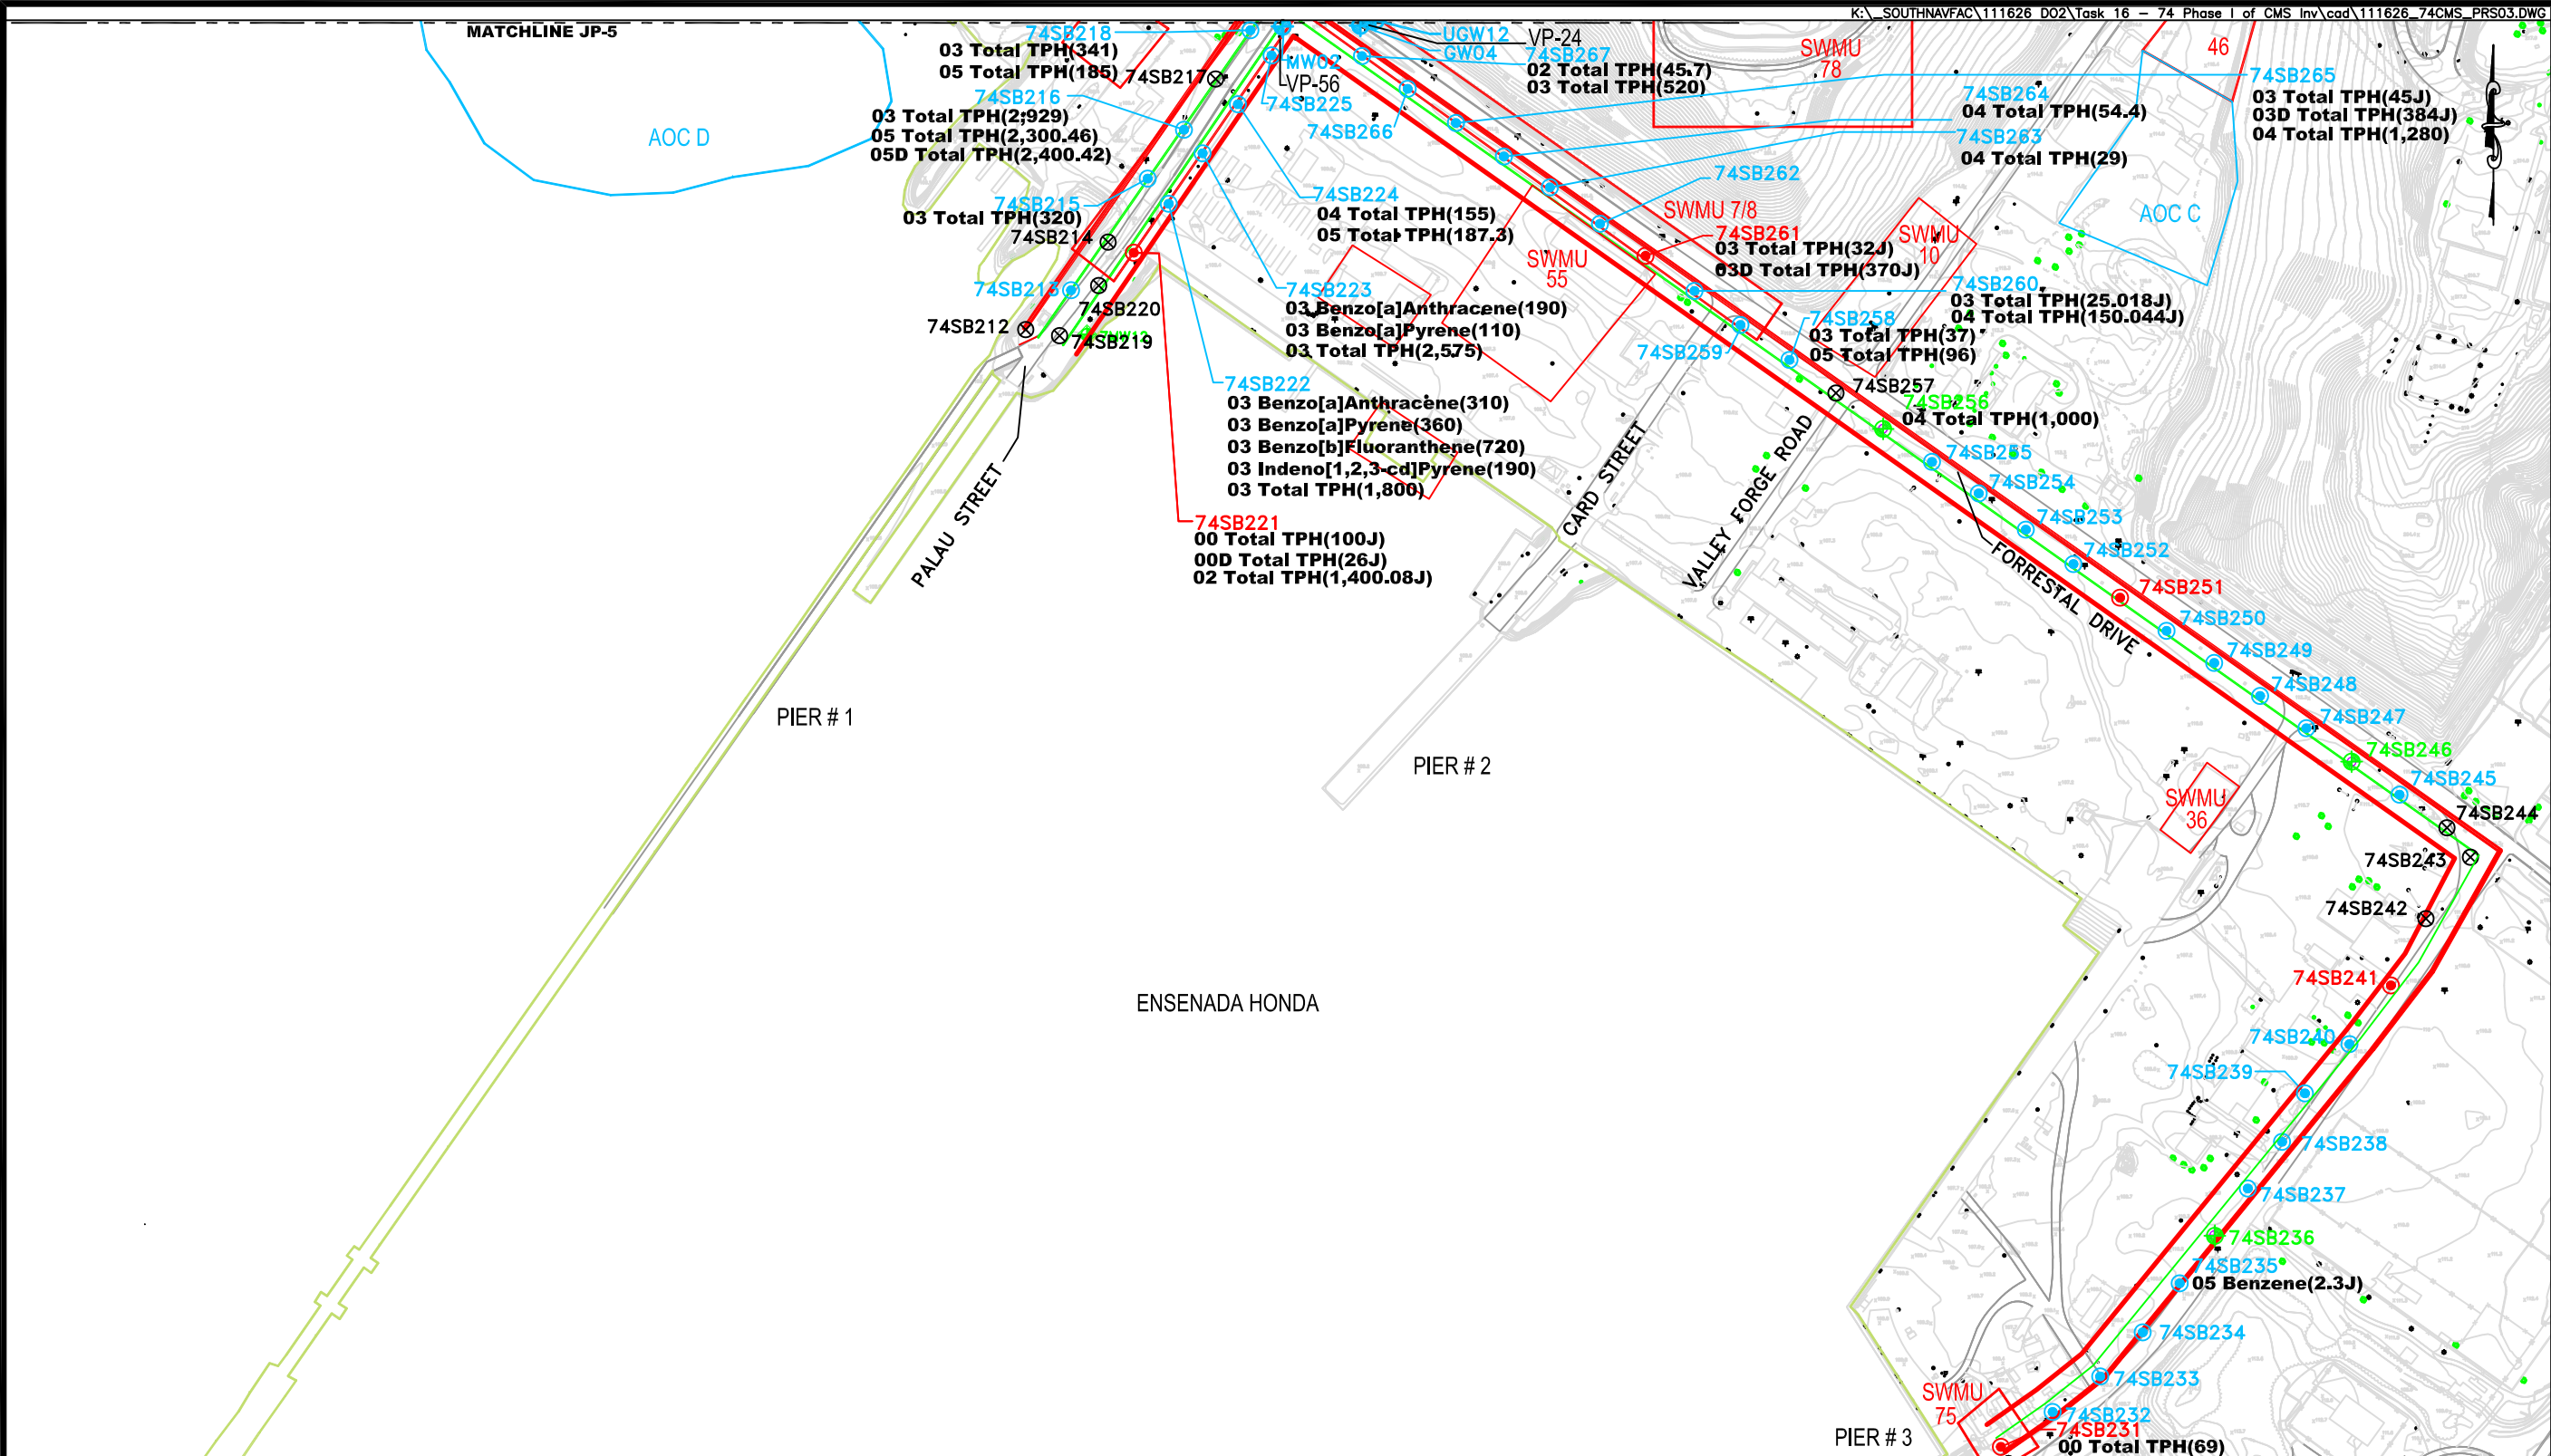 K:\_SOUTHNAVFAC\111626 DO2\Task 16 - 74 Phase I of CMS Inv\cad\111626_74CMS_PRS03.DWG
MATCHLINE JP-5
74SB218
03 Total TPH(341)
05 Total TPH(185)
74SB217
74SB216
03 Total TPH(2,929)
05 Total TPH(2,300.46)
05D Total TPH(2,400.42)
AOC D
74SB215
03 Total TPH(320)
74SB214
74SB213
74SB212
74SB220
74SB219
MW02
VP-56
74SB225
UGW12
GW04
VP-24
74SB267
02 Total TPH(45.7)
03 Total TPH(520)
74SB266
SWMU
78
46
74SB265
03 Total TPH(45J)
03D Total TPH(384J)
04 Total TPH(1,280)
74SB264
04 Total TPH(54.4)
74SB263
04 Total TPH(29)
74SB262
AOC C
74SB224
04 Total TPH(155)
05 Total TPH(187.3)
SWMU 7/8
74SB261
03 Total TPH(32J)
03D Total TPH(370J)
SWMU
10
SWMU
55
74SB260
03 Total TPH(25.018J)
04 Total TPH(150.044J)
74SB223
03 Benzo[a]Anthracene(190)
03 Benzo[a]Pyrene(110)
03 Total TPH(2,575)
74SB258
03 Total TPH(37)
05 Total TPH(96)
74SB259
74SB222
03 Benzo[a]Anthracene(310)
03 Benzo[a]Pyrene(360)
03 Benzo[b]Fluoranthene(720)
03 Indeno[1,2,3-cd]Pyrene(190)
03 Total TPH(1,800)
74SB257
74SB256
04 Total TPH(1,000)
74SB221
00 Total TPH(100J)
00D Total TPH(26J)
02 Total TPH(1,400.08J)
PALAU STREET
CARD STREET
VALLEY FORGE ROAD
FORRESTAL DRIVE
74SB255
74SB254
74SB253
74SB252
74SB251
74SB250
74SB249
74SB248
74SB247
74SB246
74SB245
74SB244
74SB243
74SB242
74SB241
74SB240
74SB239
74SB238
74SB237
74SB236
74SB235
05 Benzene(2.3J)
74SB234
74SB233
74SB232
74SB231
00 Total TPH(69)
SWMU
36
SWMU
75
PIER # 1
PIER # 2
ENSENADA HONDA
PIER # 3